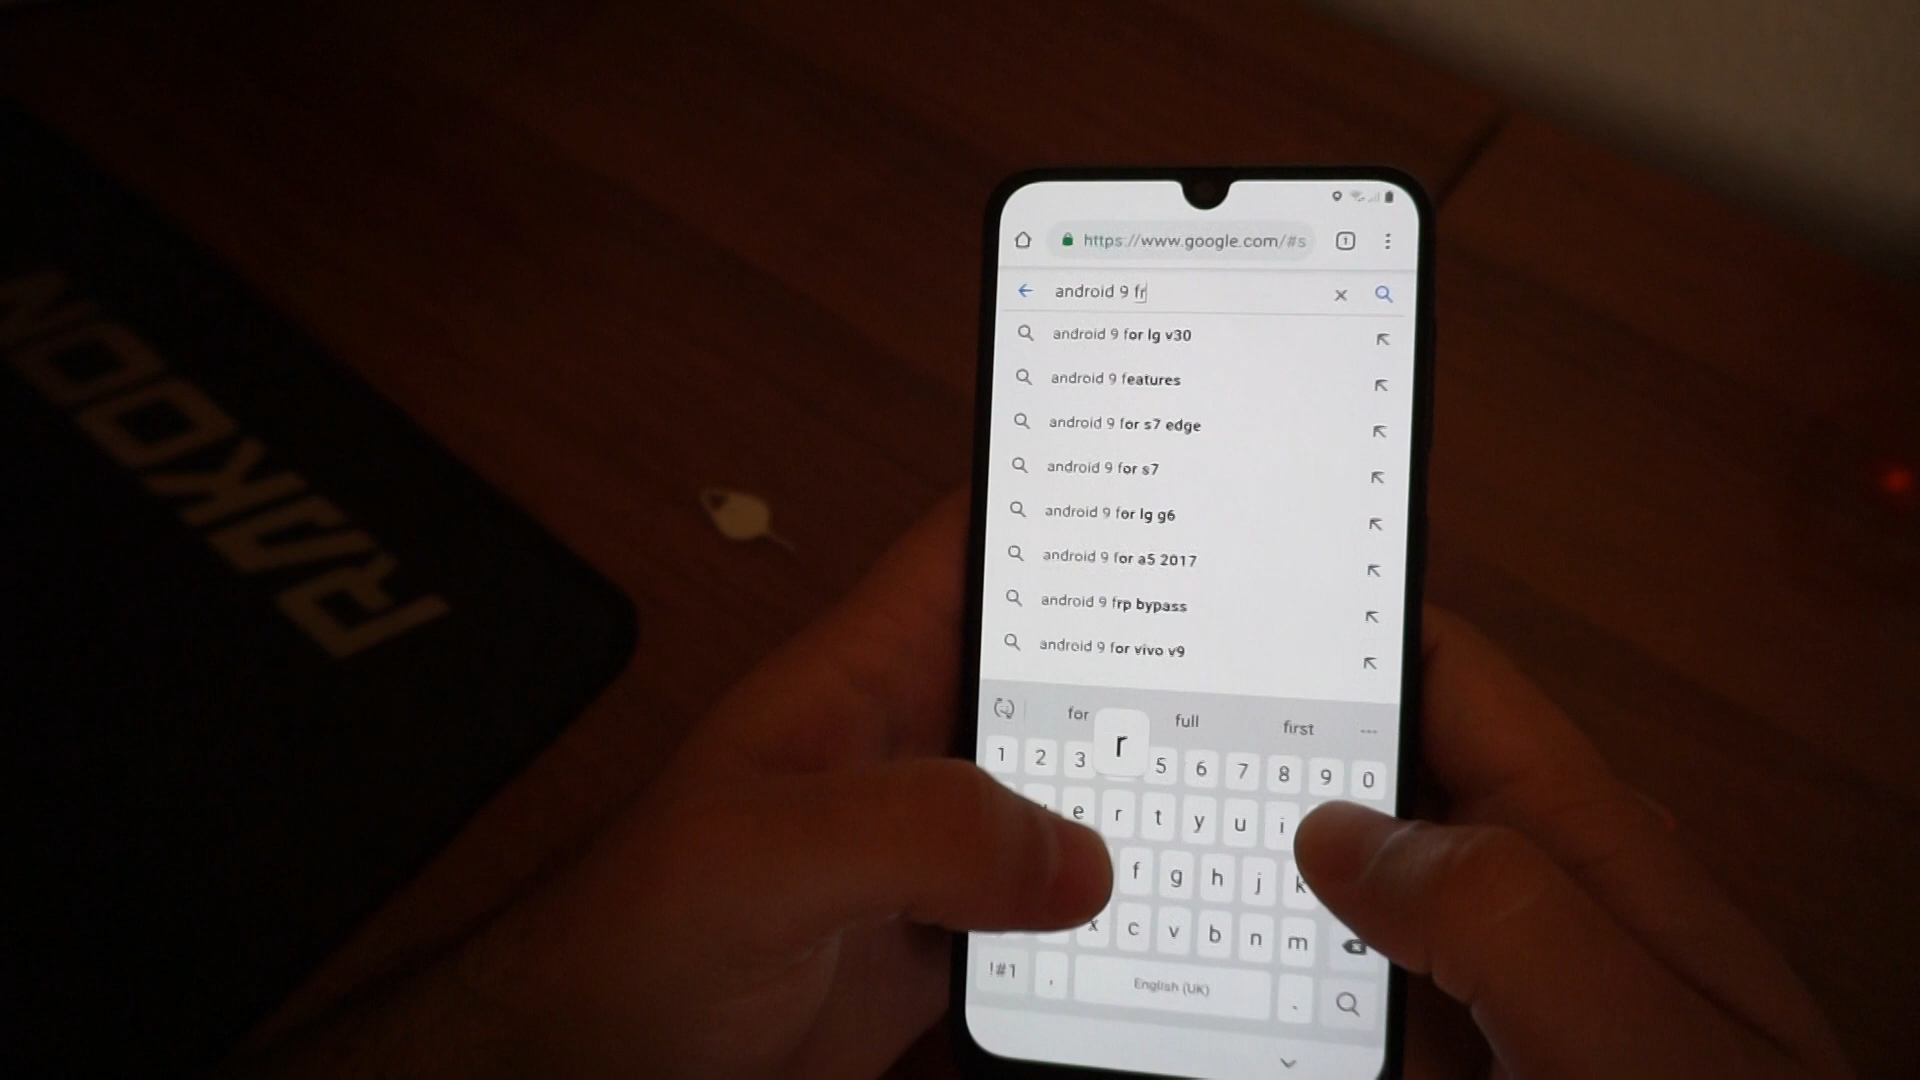 https://www.google.com/#s
1
android 9 fr
android 9 for lg v30
android 9 features
android 9 for s7 edge
android 9 for s7
android 9 for lg g6
android 9 for a5 2017
android 9 frp bypass
android 9 for vivo v9
for full first
r
1 2 3 5 6 7 8 9 0
e r t y u i
f g h j k
x c v b n m
!#1 , English (UK) .